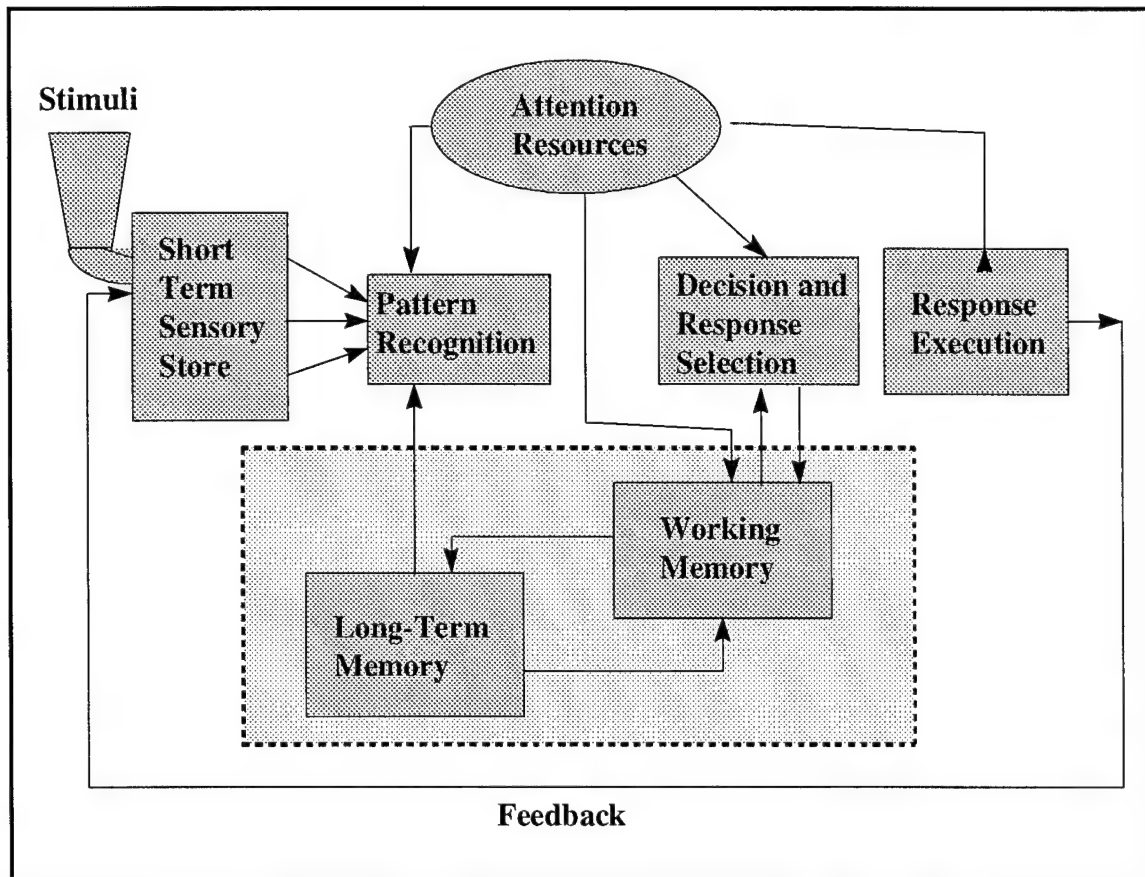 Stimuli
Attention
Resources
Short
Term
Sensory
Store
Pattern
Recognition
Decision and
Response
Selection
Response
Execution
Working
Memory
Long-Term
Memory
Feedback